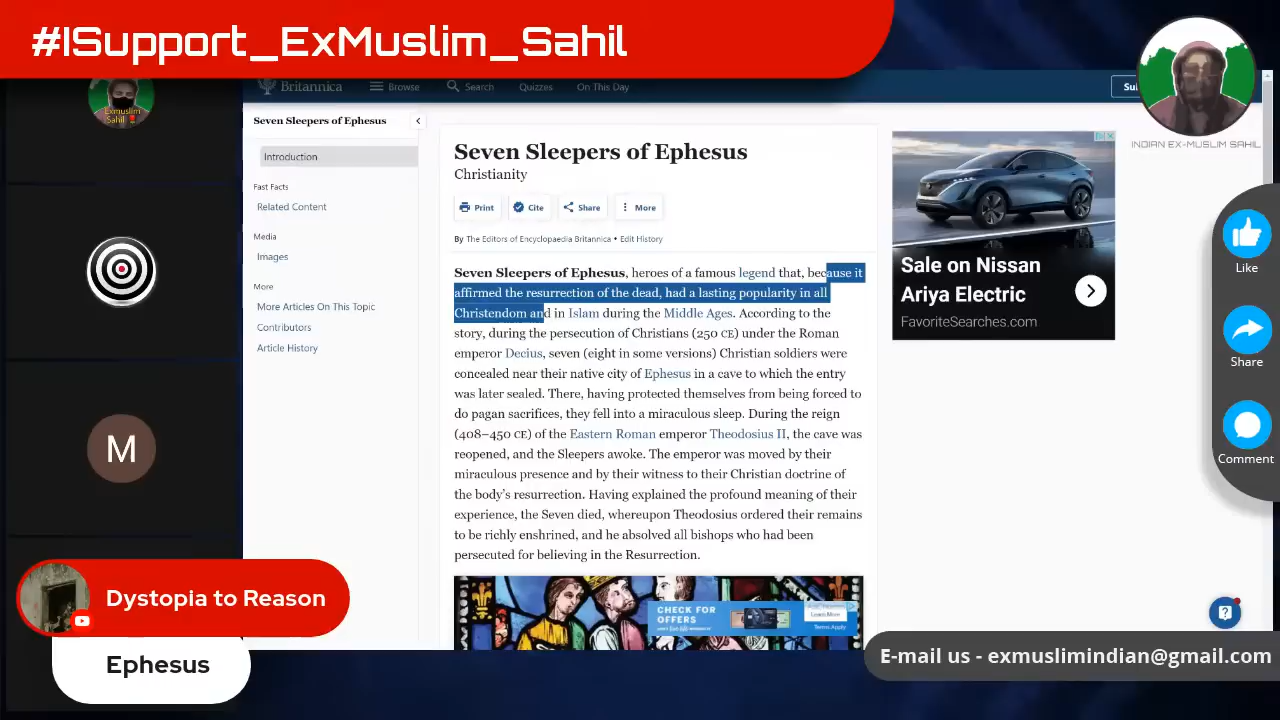 #ISupport_ExMuslim_Sahil
Exmuslim
Sahil
Britannica
Browse
Search
Quizzes
On This Day
INDIAN EX-MUSLIM SAHIL
Seven Sleepers of Ephesus
Introduction
Fast Facts
Related Content
Media
Images
More
More Articles On This Topic
Contributors
Article History
Seven Sleepers of Ephesus
Christianity
Print
Cite
Share
More
By The Editors of Encyclopaedia Britannica • Edit History
Seven Sleepers of Ephesus, heroes of a famous legend that, because it
affirmed the resurrection of the dead, had a lasting popularity in all
Christendom and in Islam during the Middle Ages. According to the
story, during the persecution of Christians (250 CE) under the Roman
emperor Decius, seven (eight in some versions) Christian soldiers were
concealed near their native city of Ephesus in a cave to which the entry
was later sealed. There, having protected themselves from being forced to
do pagan sacrifices, they fell into a miraculous sleep. During the reign
(408–450 CE) of the Eastern Roman emperor Theodosius II, the cave was
reopened, and the Sleepers awoke. The emperor was moved by their
miraculous presence and by their witness to their Christian doctrine of
the body's resurrection. Having explained the profound meaning of their
experience, the Seven died, whereupon Theodosius ordered their remains
to be richly enshrined, and he absolved all bishops who had been
persecuted for believing in the Resurrection.
CHECK FOR
OFFERS
Learn More
Terms Apply
Sale on Nissan
Ariya Electric
FavoriteSearches.com
Like
Share
Comment
M
Dystopia to Reason
Ephesus
E-mail us - exmuslimindian@gmail.com